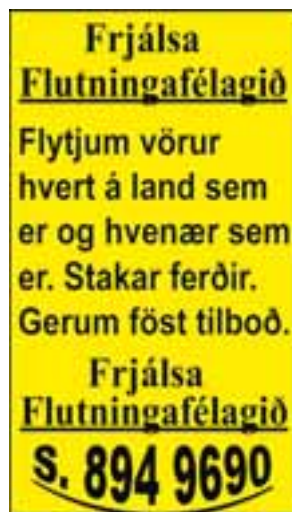 Frjálsa
Flutningafélagið
Flytjum vörur
hvert á land sem
er og hvenær sem
er. Stakar ferðir.
Gerum föst tilboð.
Frjálsa
Flutningafélagið
s. 894 9690